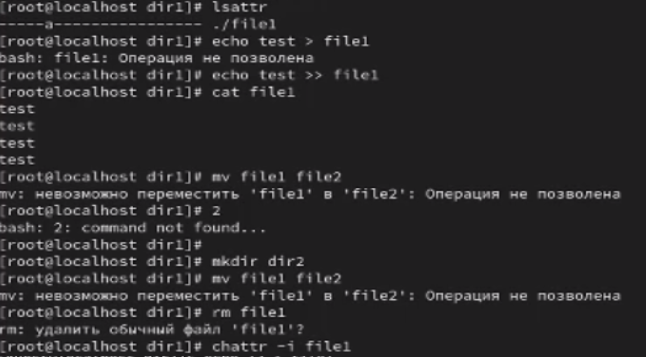 [root@localhost dir1]# lsattr
-----a---------------- ./file1
[root@localhost dir1]# echo test > file1
bash: file1: Операция не позволена
[root@localhost dir1]# echo test >> file1
[root@localhost dir1]# cat file1
test
test
test
test
[root@localhost dir1]# mv file1 file2
mv: невозможно переместить 'file1' в 'file2': Операция не позволена
[root@localhost dir1]# 2
bash: 2: command not found...
[root@localhost dir1]#
[root@localhost dir1]# mkdir dir2
[root@localhost dir1]# mv file1 file2
mv: невозможно переместить 'file1' в 'file2': Операция не позволена
[root@localhost dir1]# rm file1
rm: удалить обычный файл 'file1'?
[root@localhost dir1]# chattr -i file1